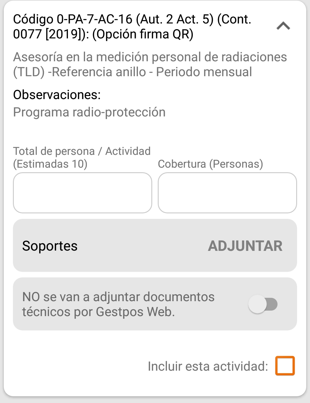 Código 0-PA-7-AC-16 (Aut. 2 Act. 5) (Cont.
0077 [2019]): (Opción firma QR)
Asesoría en la medición personal de radiaciones
(TLD) -Referencia anillo - Periodo mensual
Observaciones:
Programa radio-protección
Total de persona / Actividad
(Estimadas 10)
Cobertura (Personas)
Soportes
ADJUNTAR
NO se van a adjuntar documentos
técnicos por Gestpos Web.
Incluir esta actividad: